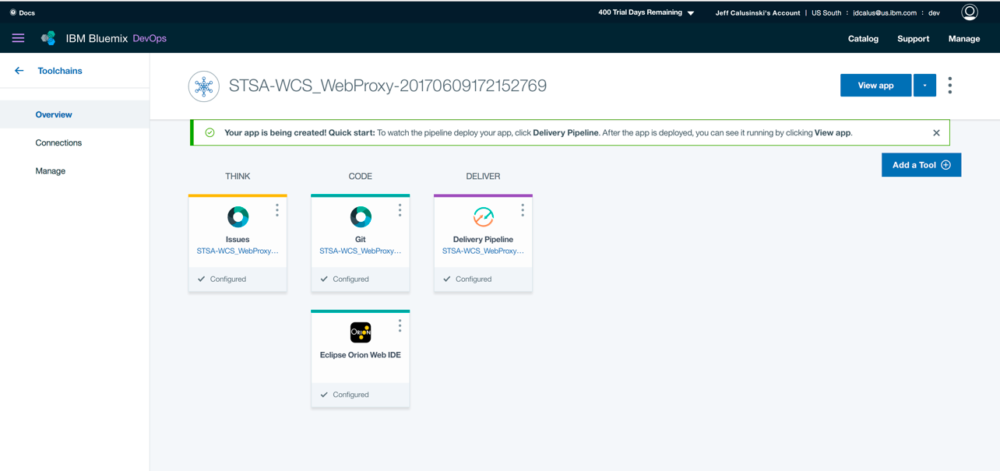 Docs
400 Trial Days Remaining
Jeff Calusinski's Account | US South : jdcalus@us.ibm.com : dev
IBM Bluemix DevOps
Catalog Support Manage
Toolchains
Overview
Connections
Manage
STSA-WCS_WebProxy-20170609172152769
View app
Your app is being created! Quick start: To watch the pipeline deploy your app, click Delivery Pipeline. After the app is deployed, you can see it running by clicking View app.
Add a Tool
THINK
CODE
DELIVER
Issues
STSA-WCS_WebProxy...
Configured
Git
STSA-WCS_WebProxy...
Configured
Delivery Pipeline
STSA-WCS_WebProxy...
Configured
ORION
Eclipse Orion Web IDE
Configured